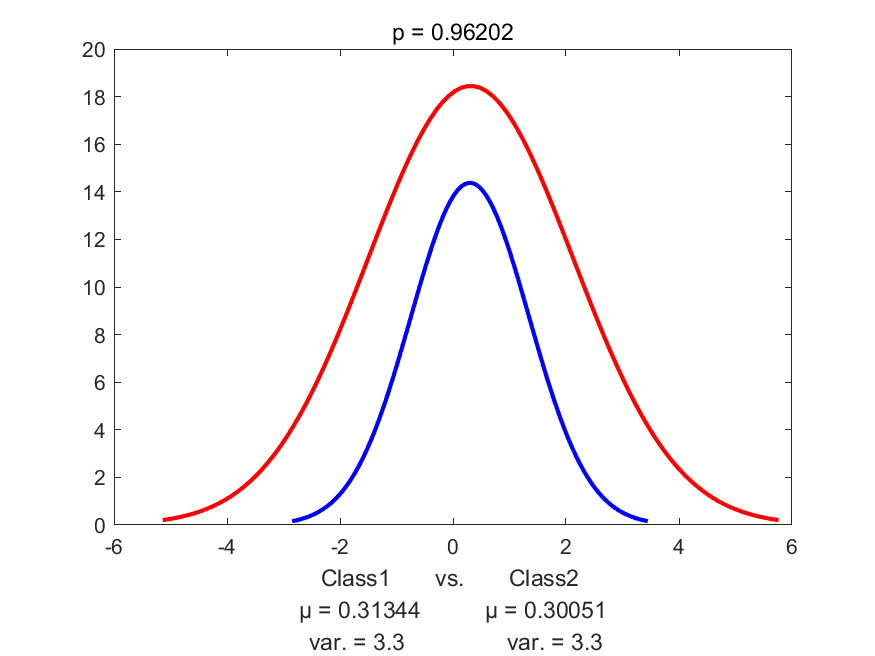 p = 0.96202
20
18
16
14
12
10
8
6
4
2
0
-6 -4 -2 0 2 4 6
Class1 vs. Class2
μ = 0.31344 μ = 0.30051
var. = 3.3 var. = 3.3